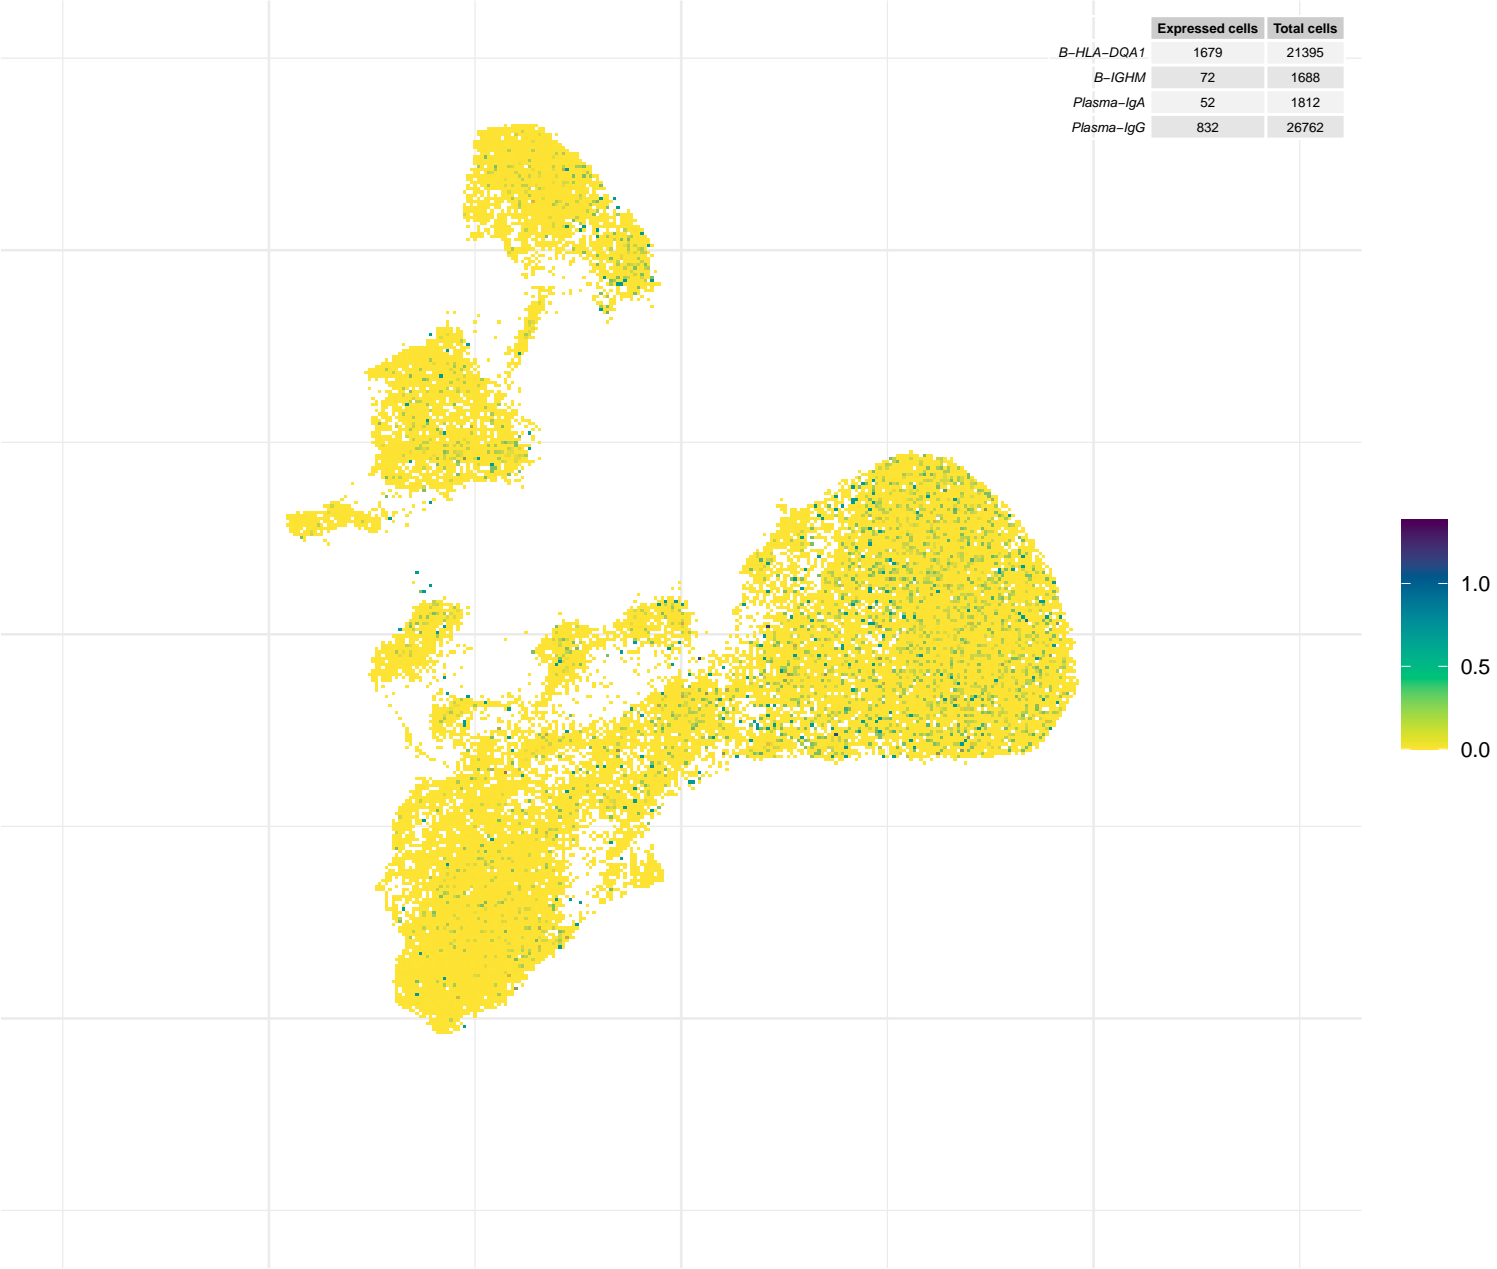 Expressed cells Total cells
B−HLA−DQA1 1679 21395
B−IGHM 72 1688
Plasma−IgA 52 1812
Plasma−IgG 832 26762
1.0
0.5
0.0